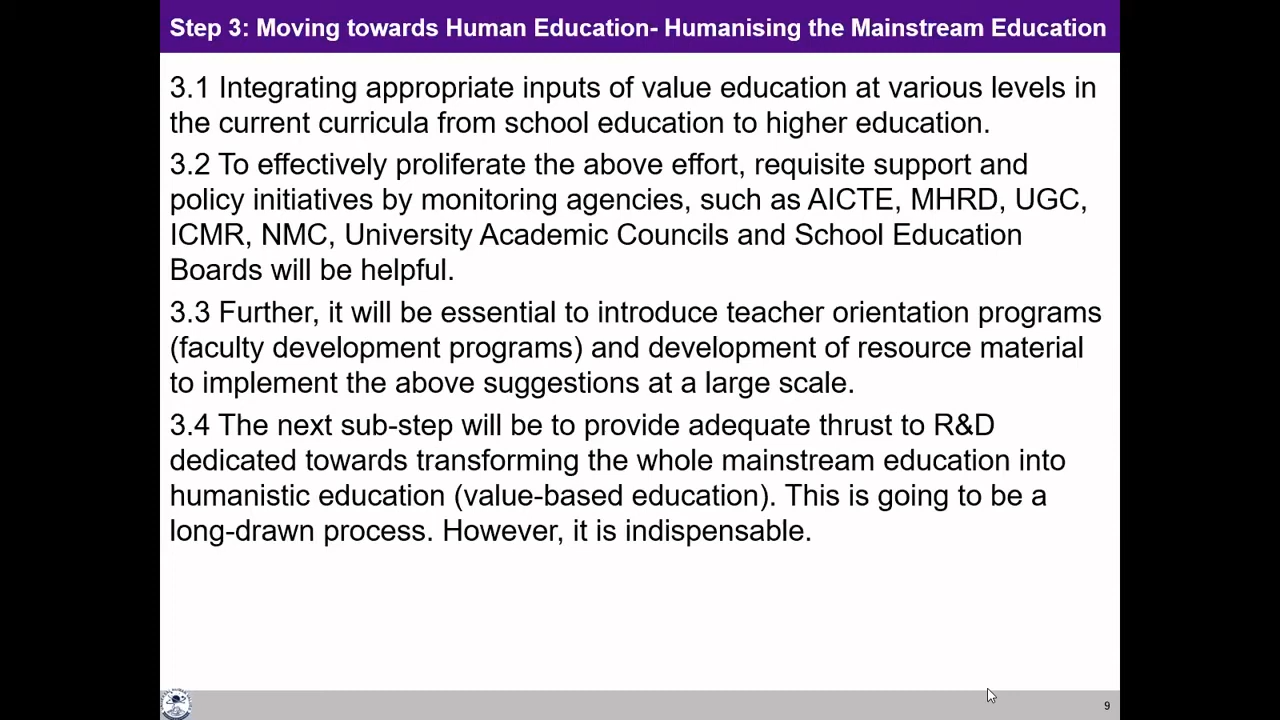 Step 3: Moving towards Human Education- Humanising the Mainstream Education
3.1 Integrating appropriate inputs of value education at various levels in
the current curricula from school education to higher education.
3.2 To effectively proliferate the above effort, requisite support and
policy initiatives by monitoring agencies, such as AICTE, MHRD, UGC,
ICMR, NMC, University Academic Councils and School Education
Boards will be helpful.
3.3 Further, it will be essential to introduce teacher orientation programs
(faculty development programs) and development of resource material
to implement the above suggestions at a large scale.
3.4 The next sub-step will be to provide adequate thrust to R&D
dedicated towards transforming the whole mainstream education into
humanistic education (value-based education). This is going to be a
long-drawn process. However, it is indispensable.
9